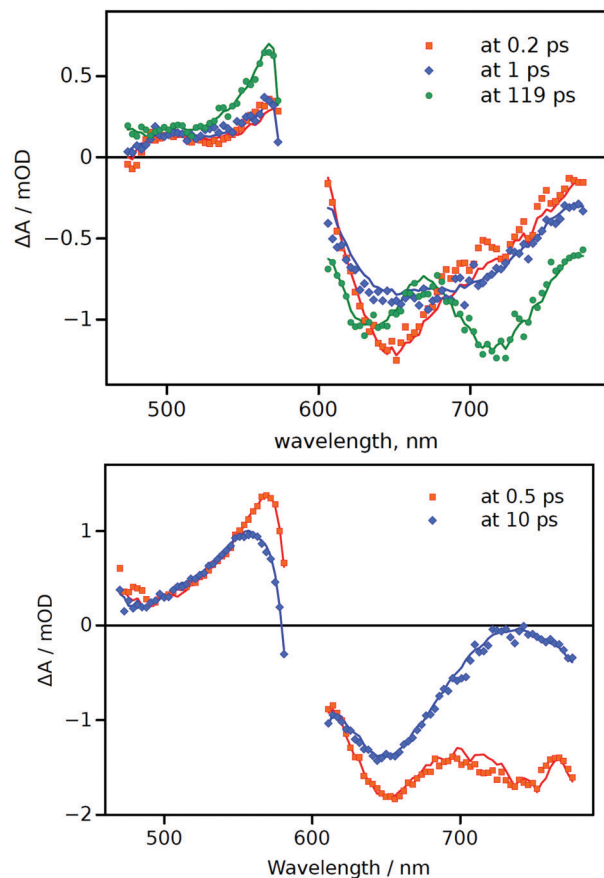 0.5
0
−0.5
−1
ΔA / mOD
at 0.2 ps
at 1 ps
at 119 ps
500
600
700
wavelength, nm
1
0
−1
−2
ΔA / mOD
at 0.5 ps
at 10 ps
500
600
700
Wavelength / nm